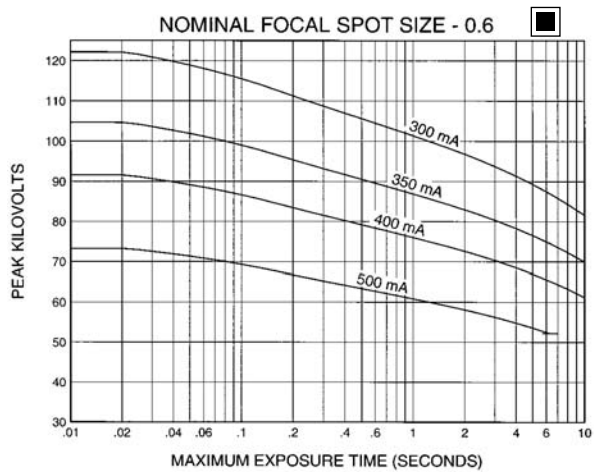 NOMINAL FOCAL SPOT SIZE - 0.6
120
110
100
90
80
70
60
50
40
30
PEAK KILOVOLTS
300 mA
350 mA
400 mA
500 mA
.01 .02 .04 .06 .1 .2 .4 .6 1 2 4 6 10
MAXIMUM EXPOSURE TIME (SECONDS)